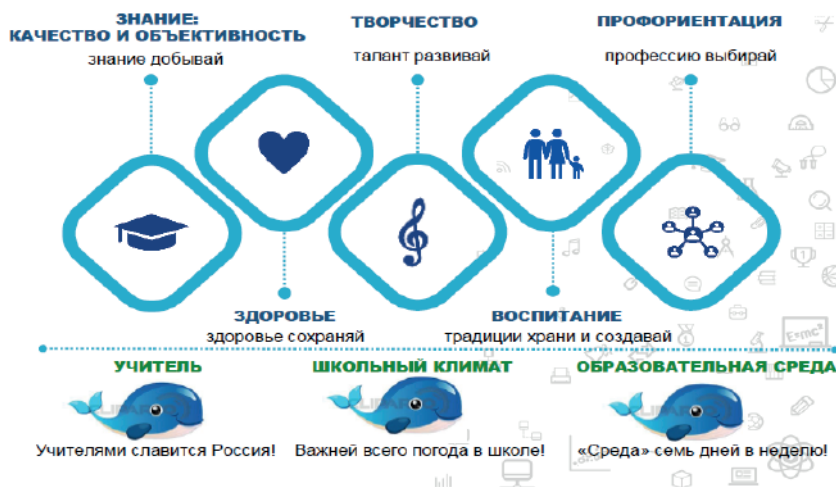 ЗНАНИЕ:
КАЧЕСТВО И ОБЪЕКТИВНОСТЬ
знание добывай
ТВОРЧЕСТВО
талант развивай
ПРОФОРИЕНТАЦИЯ
профессию выбирай
ЗДОРОВЬЕ
здоровье сохраняй
ВОСПИТАНИЕ
традиции храни и создавай
УЧИТЕЛЬ
Учителями славится Россия!
ШКОЛЬНЫЙ КЛИМАТ
Важней всего погода в школе!
ОБРАЗОВАТЕЛЬНАЯ СРЕДА
«Среда» семь дней в неделю!
E=mc²